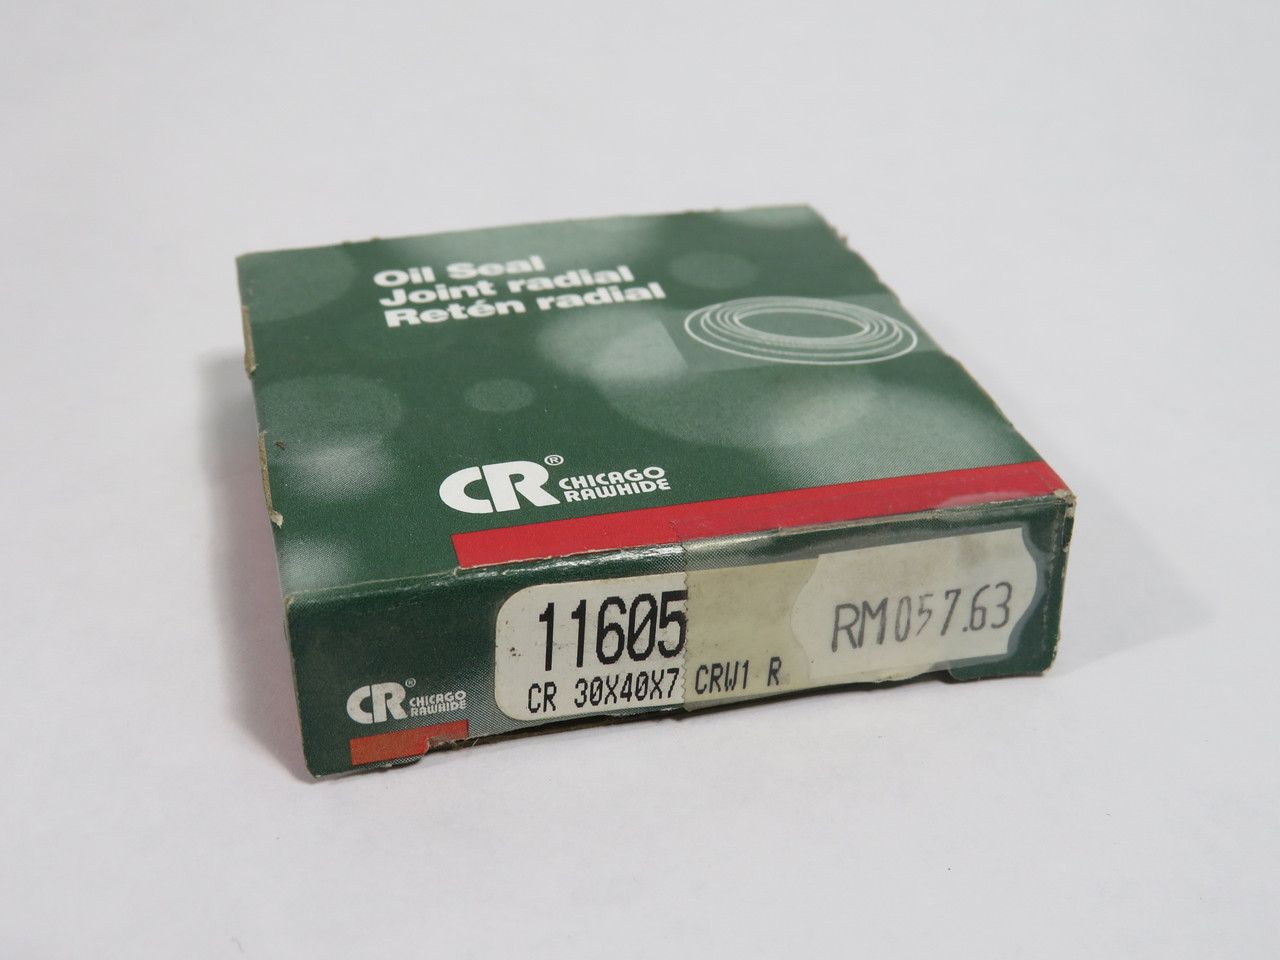 Oil Seal
Joint radial
Retén radial
CR® CHICAGO
RAWHIDE
11605
CR 30X40X7 CRW1 R
RM057.63
CR® CHICAGO
RAWHIDE